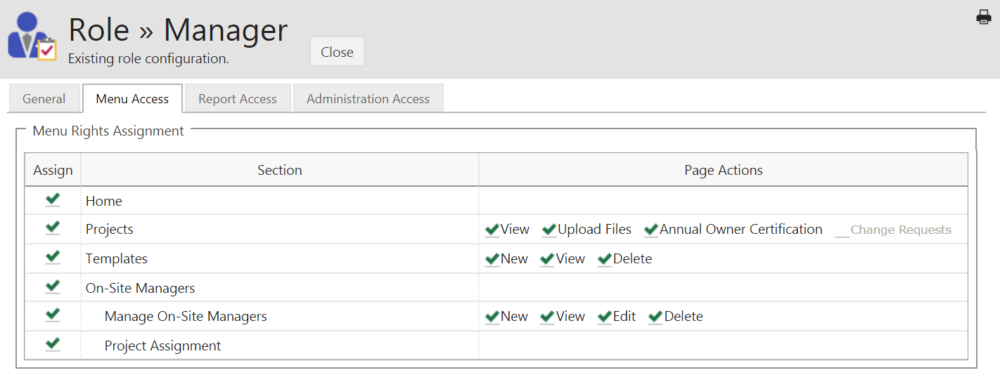 Role » Manager
Existing role configuration.
Close
General Menu Access Report Access Administration Access
Menu Rights Assignment
Assign Section Page Actions
Home
Projects View Upload Files Annual Owner Certification Change Requests
Templates New View Delete
On-Site Managers
Manage On-Site Managers New View Edit Delete
Project Assignment